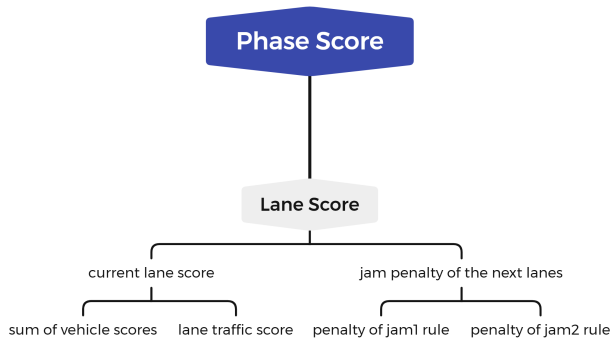 Phase Score
Lane Score
current lane score
jam penalty of the next lanes
sum of vehicle scores
lane traffic score
penalty of jam1 rule
penalty of jam2 rule